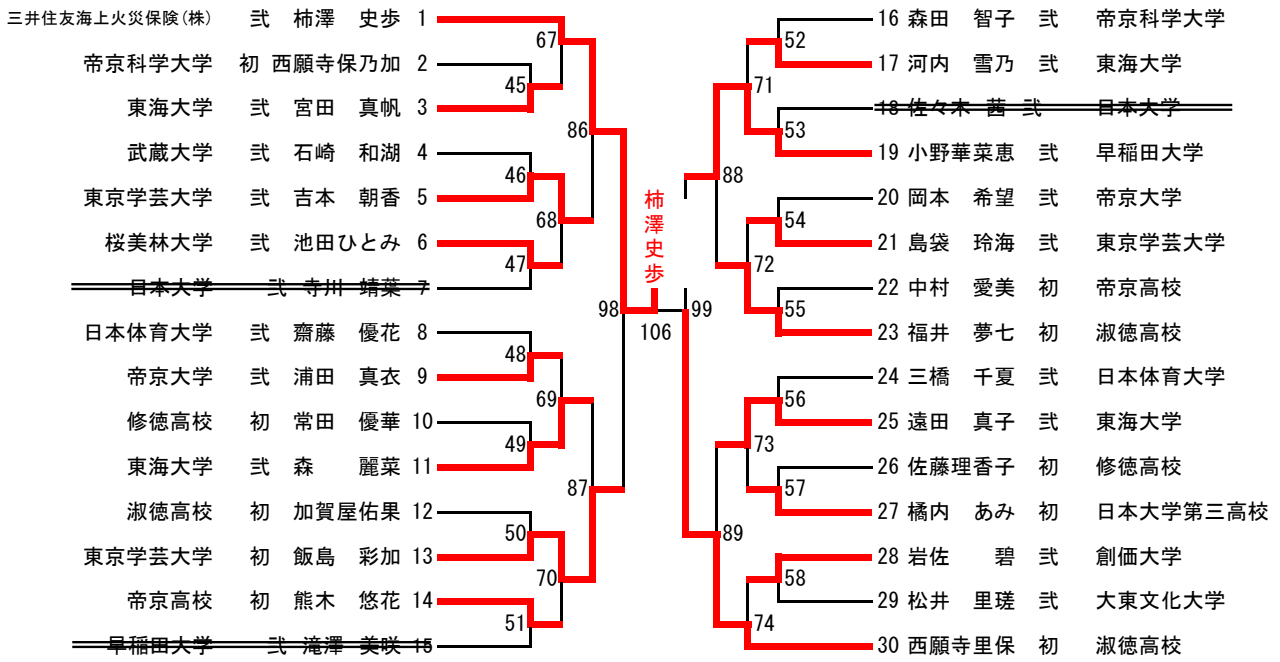 三井住友海上火災保険(株) 弐 柿澤 史歩 1
帝京科学大学 初 西願寺保乃加 2
東海大学 弐 宮田 真帆 3
武蔵大学 弐 石崎 和湖 4
東京学芸大学 弐 吉本 朝香 5
桜美林大学 弐 池田ひとみ 6
日本大学 弐 寺川 靖葉 7
日本体育大学 弐 齋藤 優花 8
帝京大学 弐 浦田 真衣 9
修徳高校 初 常田 優華 10
東海大学 弐 森 麗菜 11
淑徳高校 初 加賀屋佑果 12
東京学芸大学 初 飯島 彩加 13
帝京高校 初 熊木 悠花 14
早稲田大学 弐 滝澤 美咲 15
45
46
47
48
49
50
51
67
68
69
70
86
87
98
柿澤史歩
106
99
88
89
71
72
73
74
52
53
54
55
56
57
58
16 森田 智子 弐 帝京科学大学
17 河内 雪乃 弐 東海大学
18 佐々木 茜 弐 日本大学
19 小野華菜恵 弐 早稲田大学
20 岡本 希望 弐 帝京大学
21 島袋 玲海 弐 東京学芸大学
22 中村 愛美 初 帝京高校
23 福井 夢七 初 淑徳高校
24 三橋 千夏 弐 日本体育大学
25 遠田 真子 弐 東海大学
26 佐藤理香子 初 修徳高校
27 橘内 あみ 初 日本大学第三高校
28 岩佐 碧 弐 創価大学
29 松井 里瑳 弐 大東文化大学
30 西願寺里保 初 淑徳高校